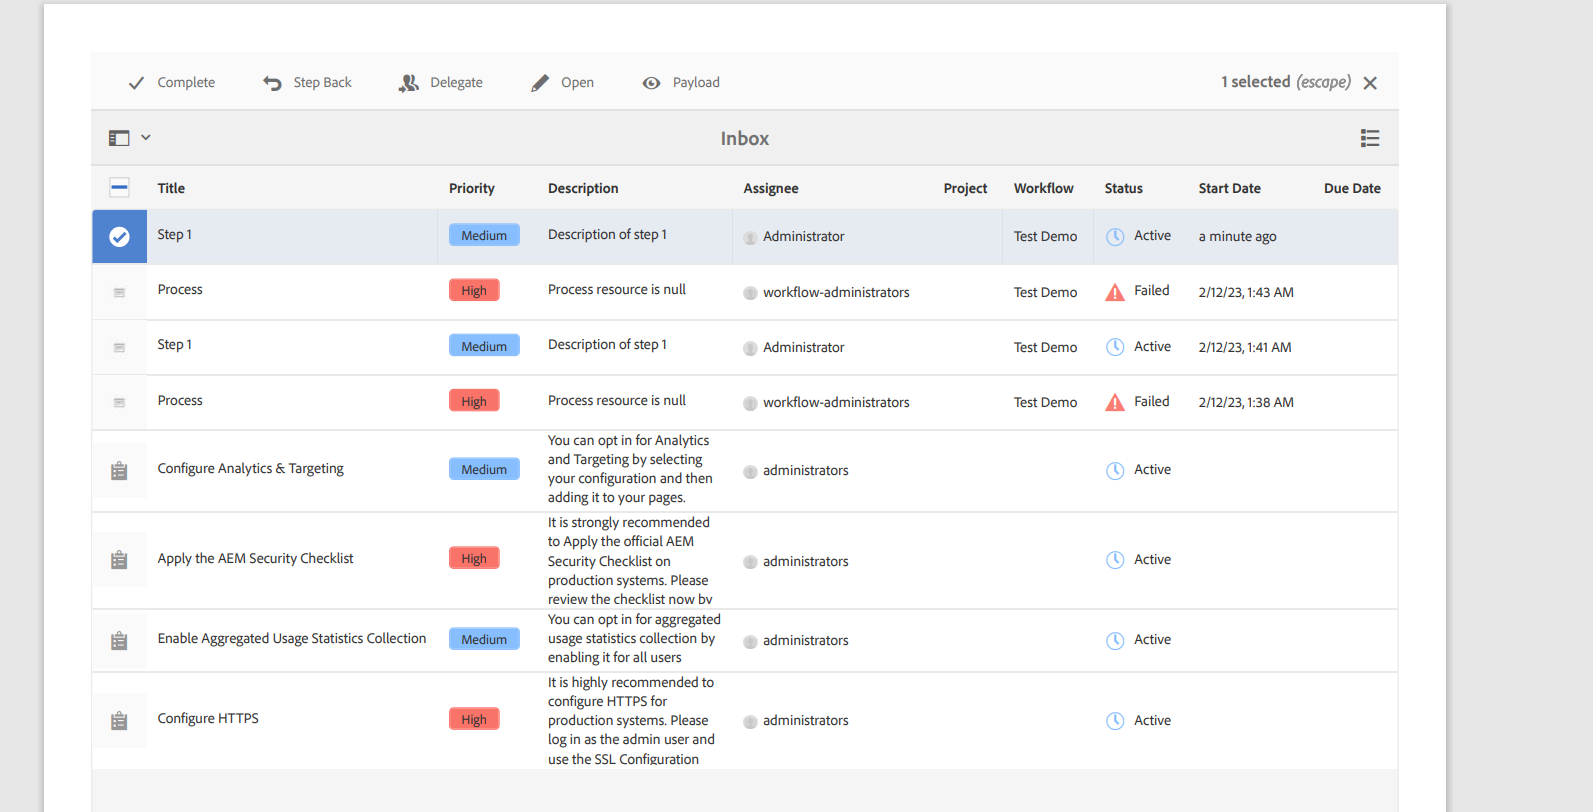 Complete Step Back Delegate Open Payload 1 selected (escape)
Inbox
Title Priority Description Assignee Project Workflow Status Start Date Due Date
Step 1 Medium Description of step 1 Administrator Test Demo Active a minute ago
Process High Process resource is null workflow-administrators Test Demo Failed 2/12/23, 1:43 AM
Step 1 Medium Description of step 1 Administrator Test Demo Active 2/12/23, 1:41 AM
Process High Process resource is null workflow-administrators Test Demo Failed 2/12/23, 1:38 AM
Configure Analytics & Targeting Medium
You can opt in for Analytics
and Targeting by selecting
your configuration and then
adding it to your pages.
administrators Active
Apply the AEM Security Checklist High
It is strongly recommended
to Apply the official AEM
Security Checklist on
production systems. Please
review the checklist now by
administrators Active
Enable Aggregated Usage Statistics Collection Medium
You can opt in for aggregated
usage statistics collection by
enabling it for all users
administrators Active
Configure HTTPS High
It is highly recommended to
configure HTTPS for
production systems. Please
log in as the admin user and
use the SSL Configuration
administrators Active